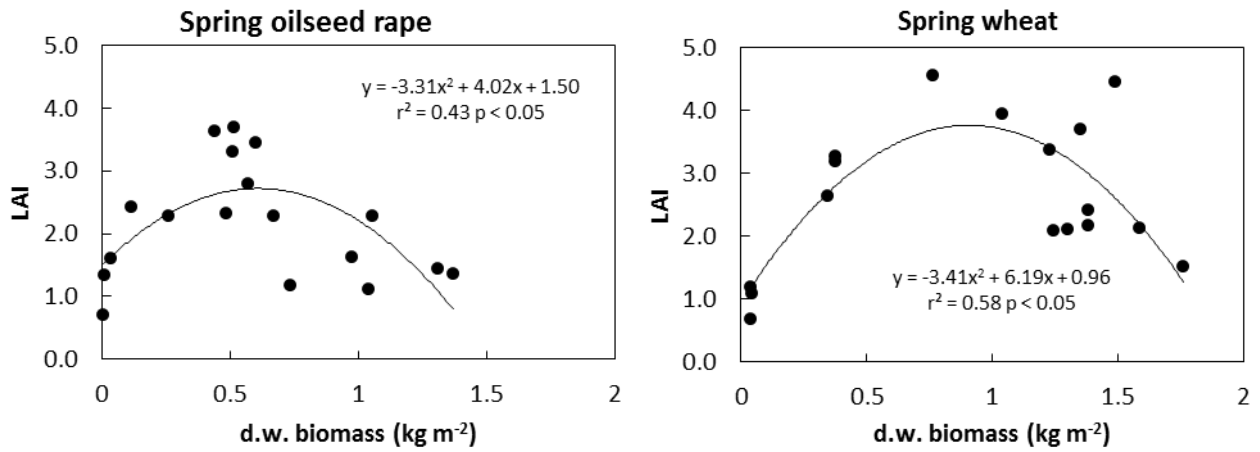 Spring oilseed rape
5.0
4.0
3.0
2.0
1.0
0.0
LAI
y = -3.31x² + 4.02x + 1.50
r² = 0.43 p < 0.05
0 0.5 1 1.5 2
d.w. biomass (kg m⁻²)
Spring wheat
5.0
4.0
3.0
2.0
1.0
0.0
LAI
y = -3.41x² + 6.19x + 0.96
r² = 0.58 p < 0.05
0 0.5 1 1.5 2
d.w. biomass (kg m⁻²)